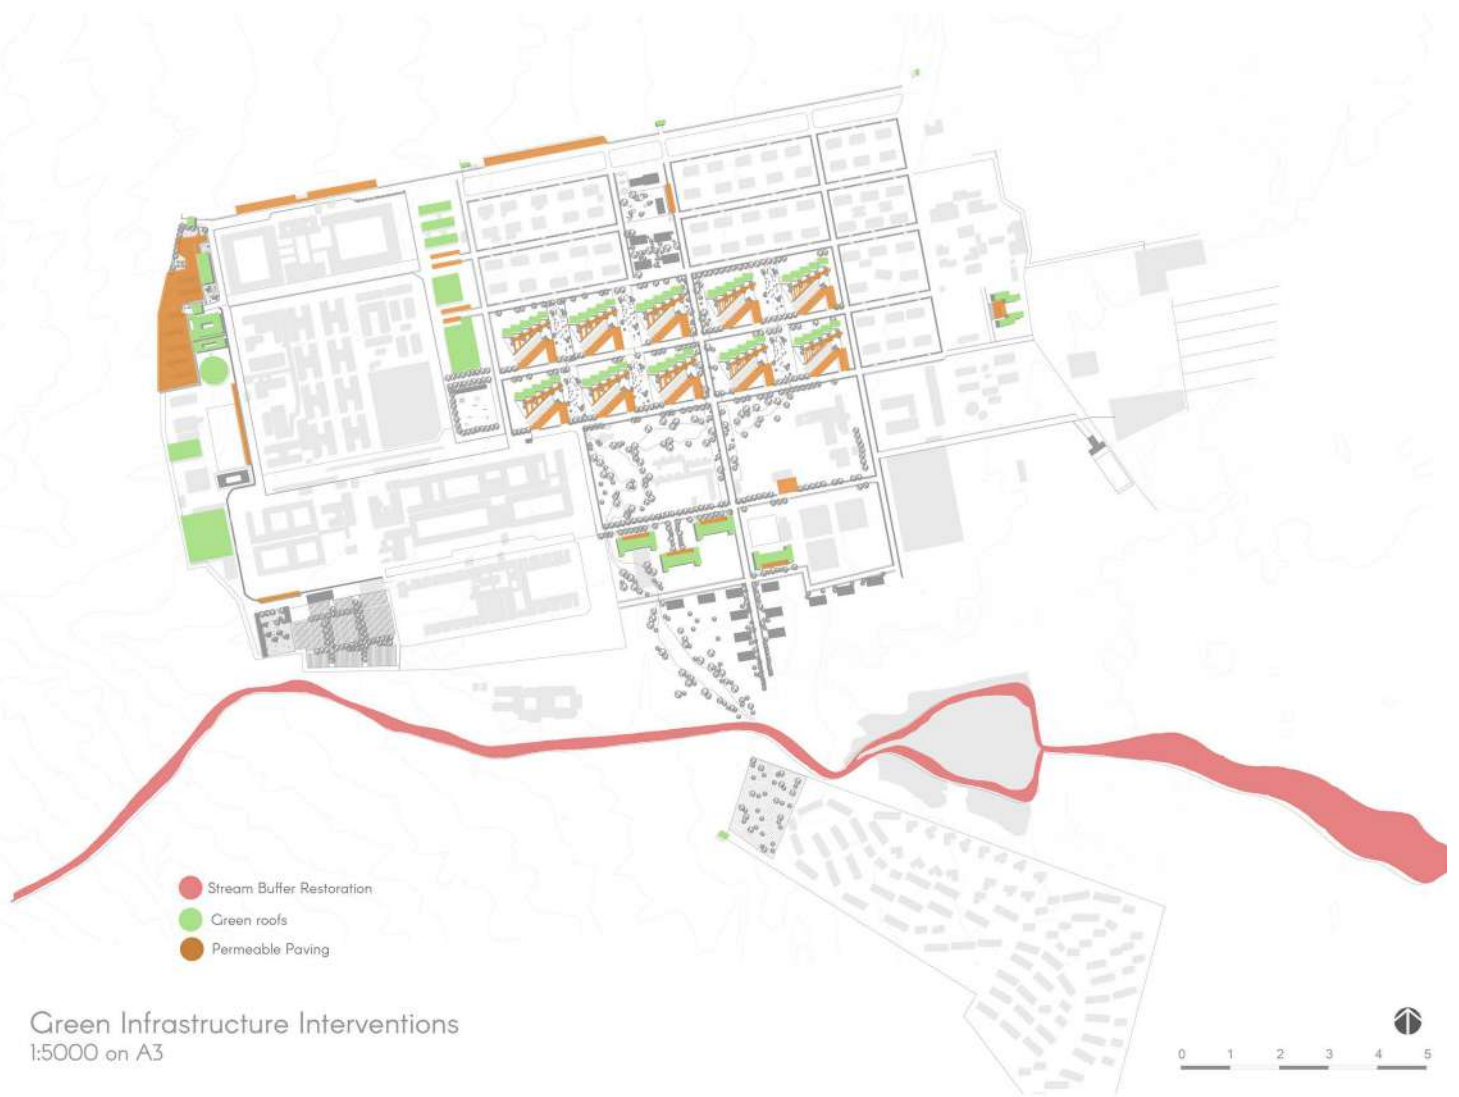 Stream Buffer Restoration
Green roofs
Permeable Paving
Green Infrastructure Interventions
1:5000 on A3
0 1 2 3 4 5